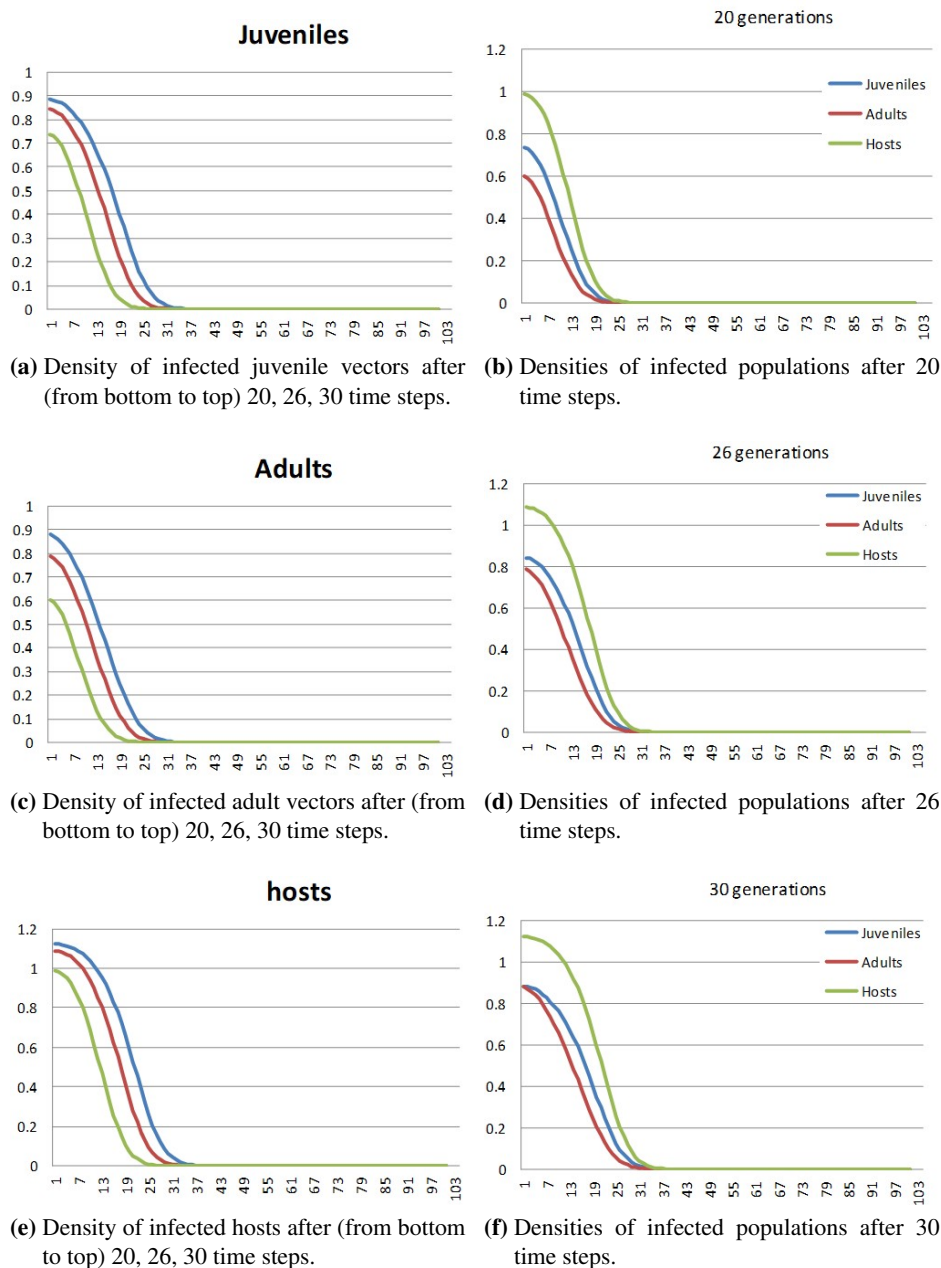 Juveniles
1
0.9
0.8
0.7
0.6
0.5
0.4
0.3
0.2
0.1
0
1 7 13 19 25 31 37 43 49 55 61 67 73 79 85 91 97 103
(a) Density of infected juvenile vectors after
(from bottom to top) 20, 26, 30 time steps.
20 generations
1.2
1
0.8
0.6
0.4
0.2
0
Juveniles
Adults
Hosts
1 7 13 19 25 31 37 43 49 55 61 67 73 79 85 91 97 103
(b) Densities of infected populations after 20
time steps.
Adults
1
0.9
0.8
0.7
0.6
0.5
0.4
0.3
0.2
0.1
0
1 7 13 19 25 31 37 43 49 55 61 67 73 79 85 91 97 103
(c) Density of infected adult vectors after (from
bottom to top) 20, 26, 30 time steps.
26 generations
1.2
1
0.8
0.6
0.4
0.2
0
Juveniles
Adults
Hosts
1 7 13 19 25 31 37 43 49 55 61 67 73 79 85 91 97 103
(d) Densities of infected populations after 26
time steps.
hosts
1.2
1
0.8
0.6
0.4
0.2
0
1 7 13 19 25 31 37 43 49 55 61 67 73 79 85 91 97 103
(e) Density of infected hosts after (from bottom
to top) 20, 26, 30 time steps.
30 generations
1.2
1
0.8
0.6
0.4
0.2
0
Juveniles
Adults
Hosts
1 7 13 19 25 31 37 43 49 55 61 67 73 79 85 91 97 103
(f) Densities of infected populations after 30
time steps.